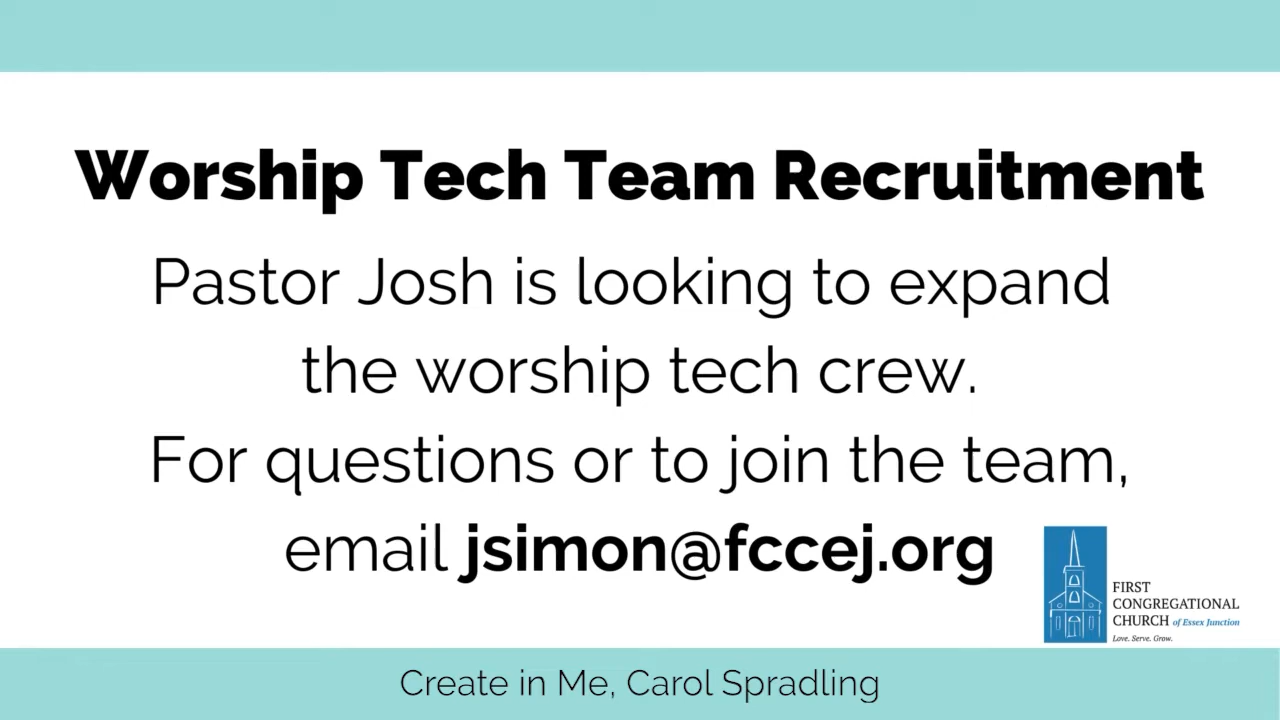 Worship Tech Team Recruitment
Pastor Josh is looking to expand
the worship tech crew.
For questions or to join the team,
email jsimon@fccej.org
FIRST
CONGREGATIONAL
CHURCH of Essex Junction
Love. Serve. Grow.
Create in Me, Carol Spradling